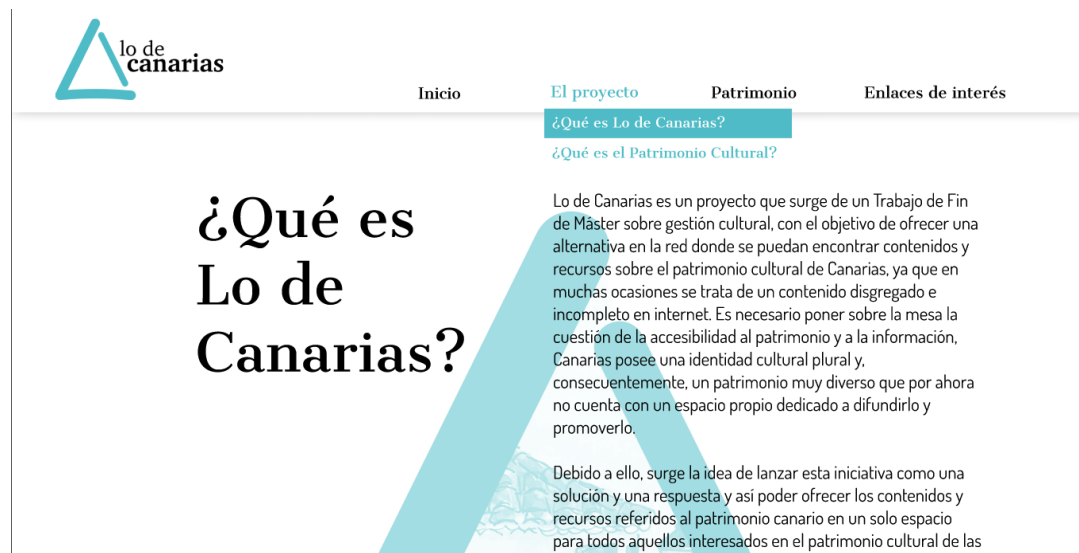 lo de
canarias
Inicio
El proyecto
Patrimonio
Enlaces de interés
¿Qué es Lo de Canarias?
¿Qué es el Patrimonio Cultural?
¿Qué es
Lo de
Canarias?
Lo de Canarias es un proyecto que surge de un Trabajo de Fin
de Máster sobre gestión cultural, con el objetivo de ofrecer una
alternativa en la red donde se puedan encontrar contenidos y
recursos sobre el patrimonio cultural de Canarias, ya que en
muchas ocasiones se trata de un contenido disgregado e
incompleto en internet. Es necesario poner sobre la mesa la
cuestión de la accesibilidad al patrimonio y a la información,
Canarias posee una identidad cultural plural y,
consecuentemente, un patrimonio muy diverso que por ahora
no cuenta con un espacio propio dedicado a difundirlo y
promoverlo.
Debido a ello, surge la idea de lanzar esta iniciativa como una
solución y una respuesta y así poder ofrecer los contenidos y
recursos referidos al patrimonio canario en un solo espacio
para todos aquellos interesados en el patrimonio cultural de las